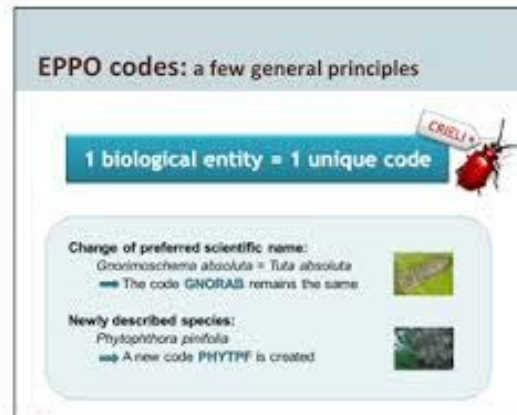 EPPO codes: a few general principles
CRIELI
1 biological entity = 1 unique code
Change of preferred scientific name:
Gnorimoschema absoluta = Tuta absoluta
➡ The code GNORAB remains the same
Newly described species:
Phytophthora pinifolia
➡ A new code PHYTPF is created